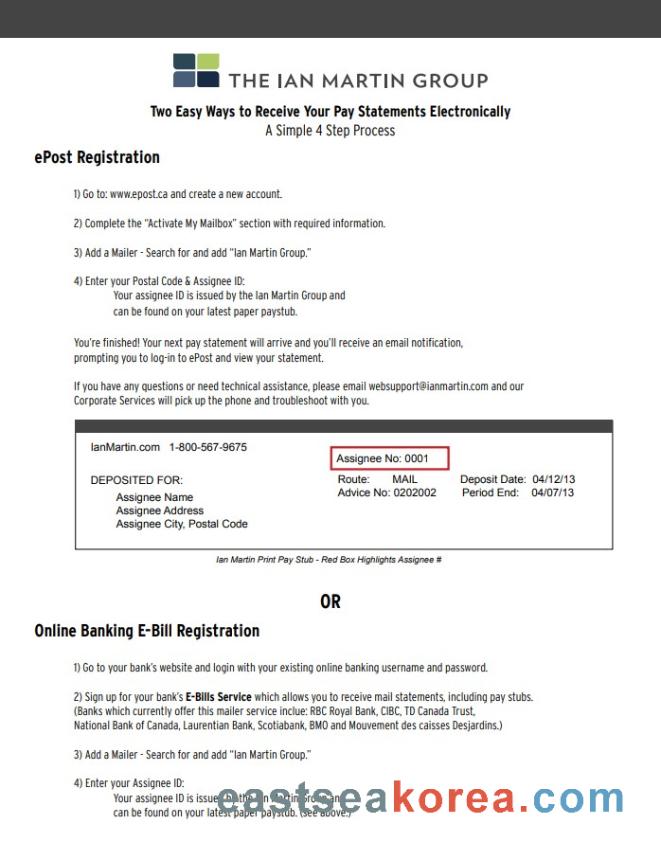 THE IAN MARTIN GROUP
Two Easy Ways to Receive Your Pay Statements Electronically
A Simple 4 Step Process
ePost Registration
1) Go to: www.epost.ca and create a new account.
2) Complete the “Activate My Mailbox” section with required information.
3) Add a Mailer - Search for and add “Ian Martin Group.”
4) Enter your Postal Code & Assignee ID:
Your assignee ID is issued by the Ian Martin Group and
can be found on your latest paper paystub.
You're finished! Your next pay statement will arrive and you'll receive an email notification,
prompting you to log-in to ePost and view your statement.
If you have any questions or need technical assistance, please email websupport@ianmartin.com and our
Corporate Services will pick up the phone and troubleshoot with you.
IanMartin.com 1-800-567-9675
Assignee No: 0001
DEPOSITED FOR:
Route: MAIL Deposit Date: 04/12/13
Advice No: 0202002 Period End: 04/07/13
Assignee Name
Assignee Address
Assignee City, Postal Code
Ian Martin Print Pay Stub - Red Box Highlights Assignee #
OR
Online Banking E-Bill Registration
1) Go to your bank's website and login with your existing online banking username and password.
2) Sign up for your bank's E-Bills Service which allows you to receive mail statements, including pay stubs.
(Banks which currently offer this mailer service inclue: RBC Royal Bank, CIBC, TD Canada Trust,
National Bank of Canada, Laurentian Bank, Scotiabank, BMO and Mouvement des caisses Desjardins.)
3) Add a Mailer - Search for and add “Ian Martin Group.”
4) Enter your Assignee ID:
Your assignee ID is issued by the Ian Martin Group and
can be found on your latest paper paystub. (see above.)
eastseakorea.com